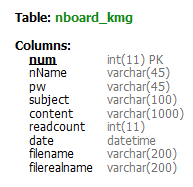 Table: nboard_kmg
Columns:
num int(11) PK
nName varchar(45)
pw varchar(45)
subject varchar(100)
content varchar(1000)
readcount int(11)
date datetime
filename varchar(200)
filerealname varchar(200)